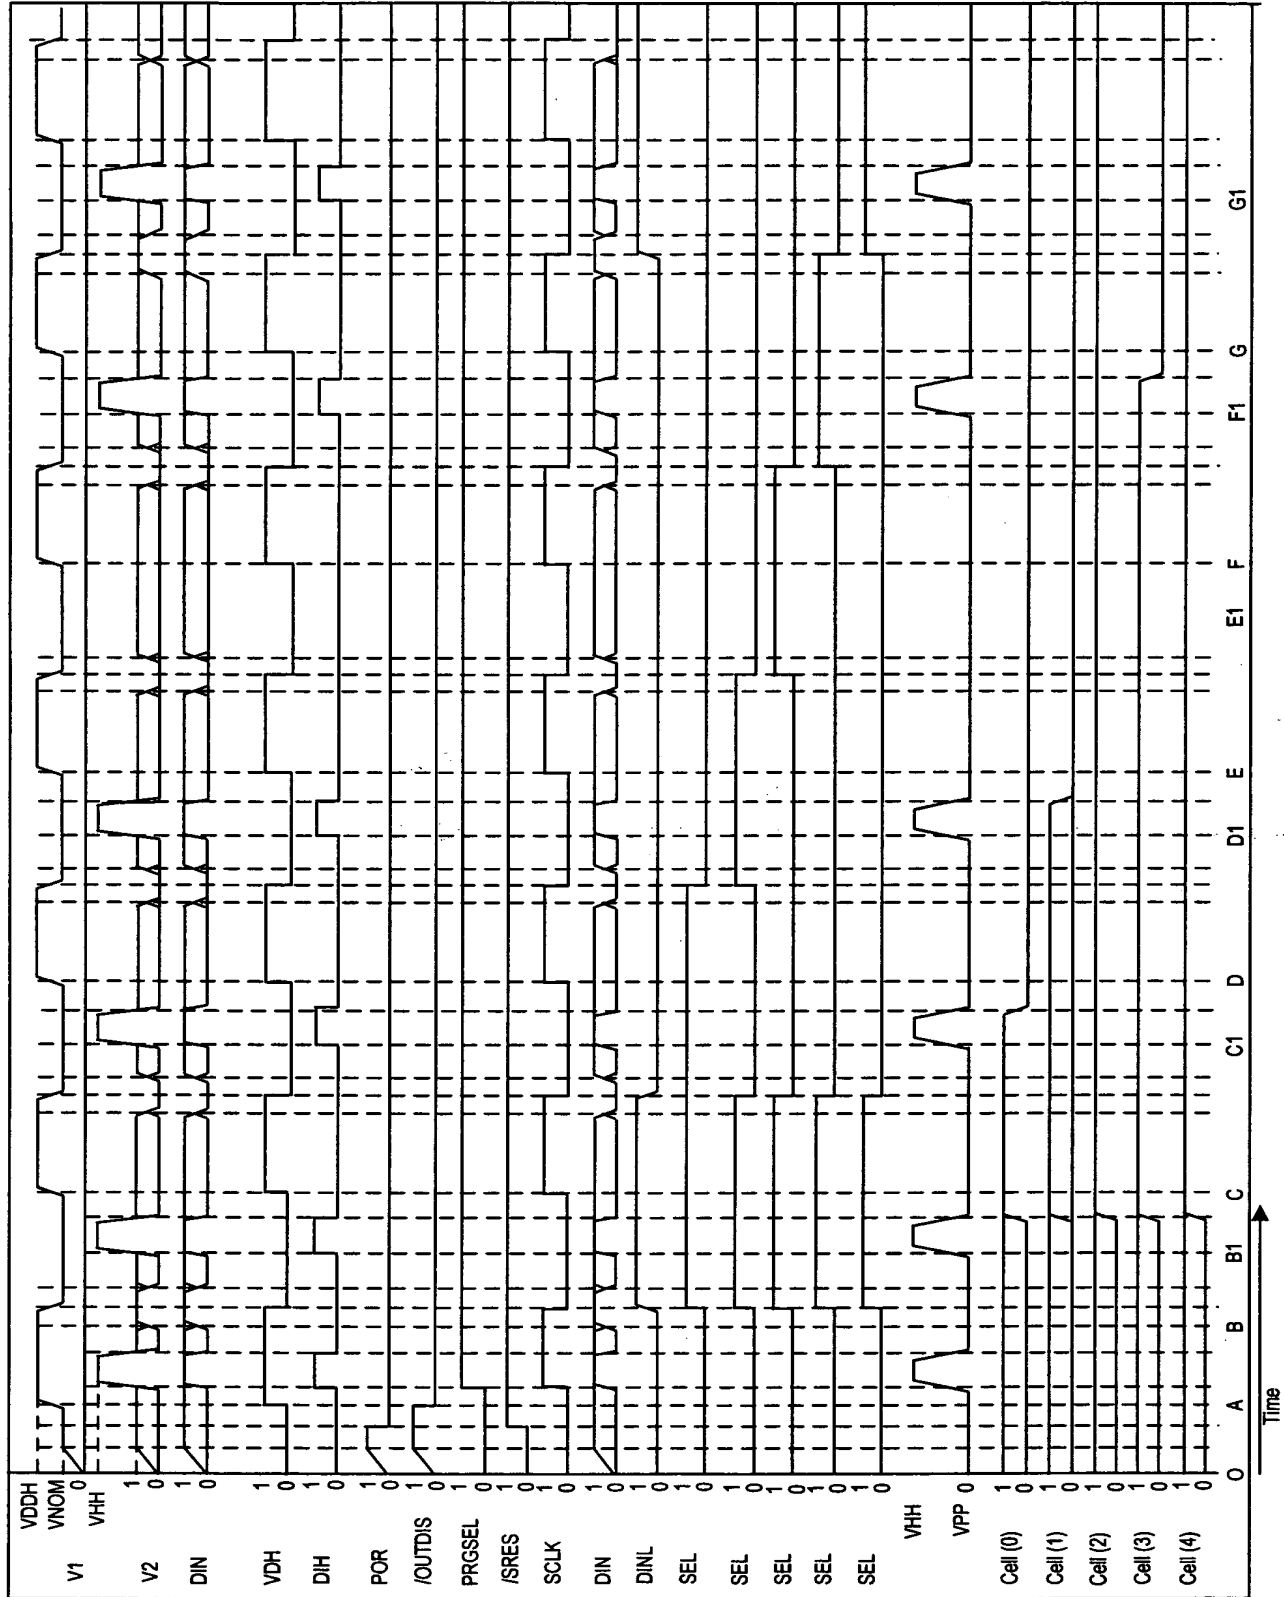 VDDH
VNOM
V1 0
VHH
V2 1 0
DIN 1 0
VDH 1 0
DIH 1 0
POR 1 0
/OUTDIS 1 0
PRGSEL 1 0
/SRES 1 0
SCLK 1 0
DIN 1 0
DINL 1 0
SEL 1 0
SEL 1 0
SEL 1 0
SEL 1 0
SEL 1 0
VHH
VPP 0
Cell (0) 1 0
Cell (1) 1 0
Cell (2) 1 0
Cell (3) 1 0
Cell (4) 1 0
O A B B1 C C1 D D1 E E1 F F1 G G1
Time